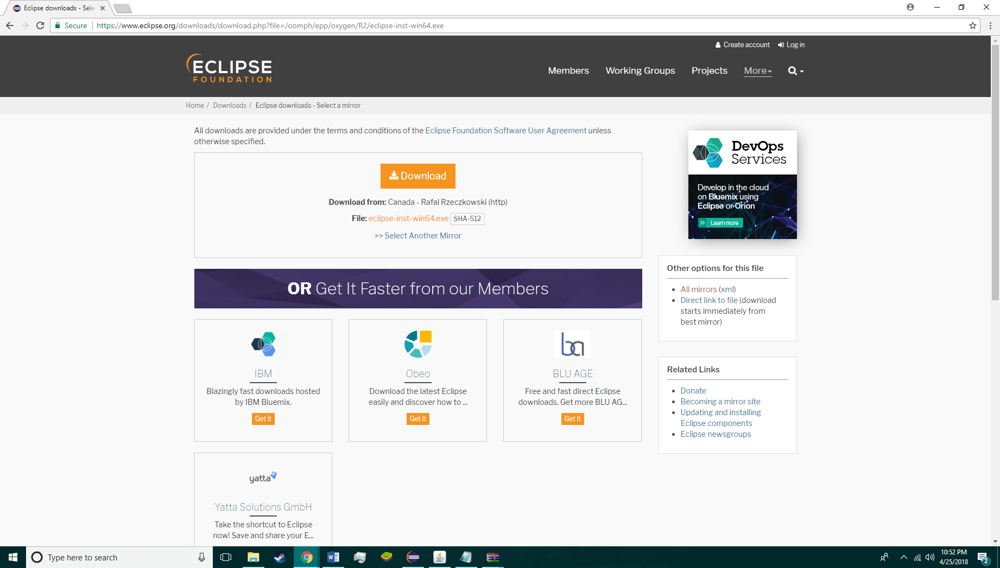 Eclipse downloads - Sele
Secure
https://www.eclipse.org/downloads/download.php?file=/oomph/epp/oxygen/R2/eclipse-inst-win64.exe
Create account
Log in
ECLIPSE
FOUNDATION
Members
Working Groups
Projects
More
Home / Downloads / Eclipse downloads - Select a mirror
All downloads are provided under the terms and conditions of the Eclipse Foundation Software User Agreement unless
otherwise specified.
Download
Download from: Canada - Rafal Rzeczkowski (http)
File: eclipse-inst-win64.exe SHA-512
>> Select Another Mirror
OR Get It Faster from our Members
IBM
Blazingly fast downloads hosted
by IBM Bluemix.
Get it
Obeo
Download the latest Eclipse
easily and discover how to ...
Get it
ba
BLU AGE
Free and fast direct Eclipse
downloads. Get more BLU AG...
Get it
yatta
Yatta Solutions GmbH
Take the shortcut to Eclipse
now! Save and share your E...
DevOps
Services
Develop in the cloud
on Bluemix using
Eclipse or Orion
Learn more
Other options for this file
All mirrors (xml)
Direct link to file (download
starts immediately from
best mirror)
Related Links
Donate
Becoming a mirror site
Updating and installing
Eclipse components
Eclipse newsgroups
Type here to search
10:52 PM
4/25/2018
2